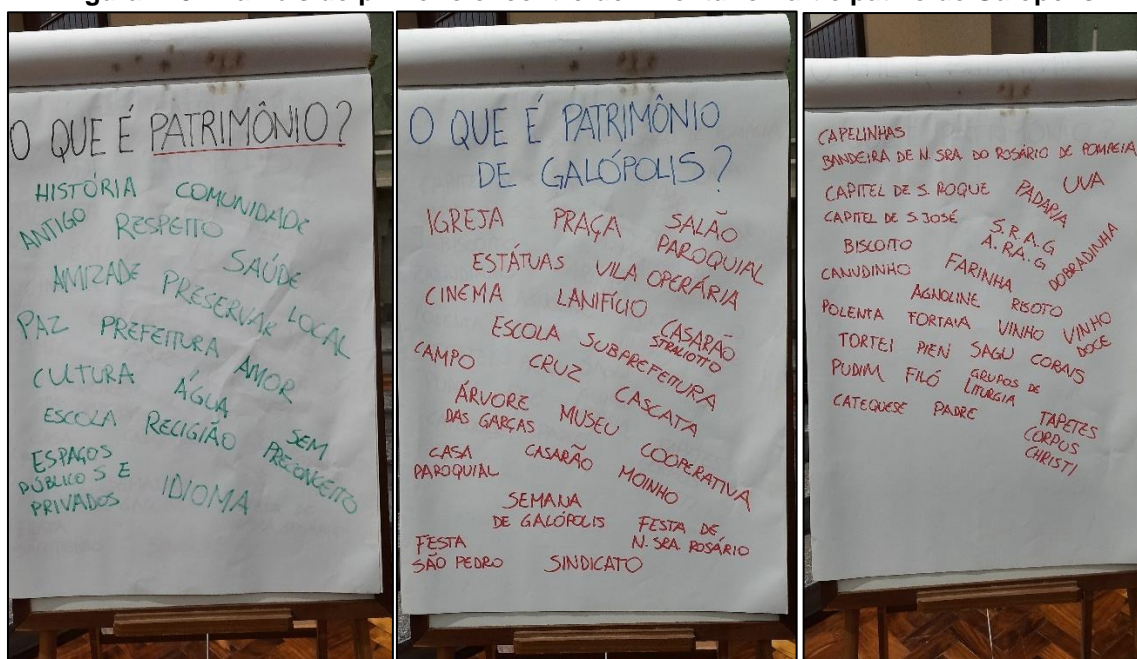 O QUE É PATRIMÔNIO?
HISTÓRIA COMUNIDADE
ANTIGO RESPEITO
AMIZADE PRESERVAR SAÚDE LOCAL
PAZ PREFEITURA AMOR
CULTURA ÁGUA
ESCOLA RELIGIÃO SEM PRECONCEITO
ESPAÇOS
PÚBLICOS E
PRIVADOS IDIOMA
O QUE É PATRIMÔNIO
DE GALÓPOLIS?
IGREJA PRAÇA SALÃO
PAROQUIAL
ESTÁTUAS VILA OPERÁRIA
CINEMA LANIFÍCIO CASARÃO
STRALIOTTO
ESCOLA SUBPREFEITURA
CAMPO CRUZ CASCATA
ÁRVORE
DAS GARÇAS MUSEU COOPERATIVA
CASA
PAROQUIAL CASARÃO MOINHO
SEMANA
DE GALÓPOLIS FESTA DE
N. SRA. ROSÁRIO
FESTA
SÃO PEDRO SINDICATO
CAPELINHAS
BANDEIRA DE N. SRA. DO ROSÁRIO DE POMPEIA
CAPITEL DE S. ROQUE PADARIA UVA
CAPITEL DE S. JOSÉ S.R.A.G
A.RA.G
BISCOITO FARINHA DOBRADINHA
CANUDINHO
AGNOLINE RISOTO
POLENTA FORTAIA VINHO VINHO
DOCE
TORTEI PIEN SAGU CORAIS
PUDIM FILÓ GRUPOS DE
LITURGIA
CATEQUESE PADRE TAPETES
CORPUS
CHRISTI